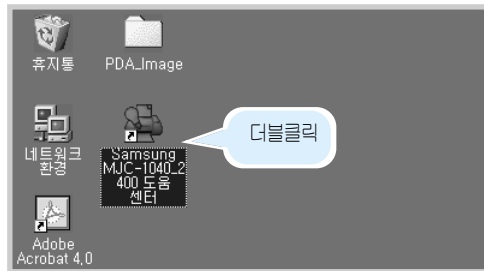 휴지통
PDA_Image
네트워크
환경
Samsung
MJC-1040_2
400 도움
센터
더블클릭
Adobe
Acrobat 4,0